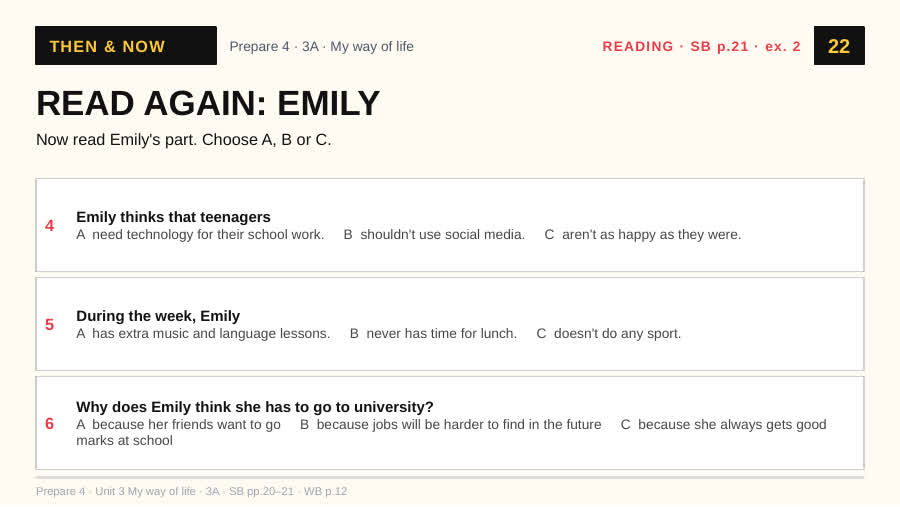 THEN & NOW
Prepare 4 · 3A · My way of life
READING · SB p.21 · ex. 2
22
READ AGAIN: EMILY
Now read Emily's part. Choose A, B or C.
4
Emily thinks that teenagers
A need technology for their school work. B shouldn't use social media. C aren't as happy as they were.
5
During the week, Emily
A has extra music and language lessons. B never has time for lunch. C doesn't do any sport.
6
Why does Emily think she has to go to university?
A because her friends want to go B because jobs will be harder to find in the future C because she always gets good
marks at school
Prepare 4 · Unit 3 My way of life · 3A · SB pp.20–21 · WB p.12